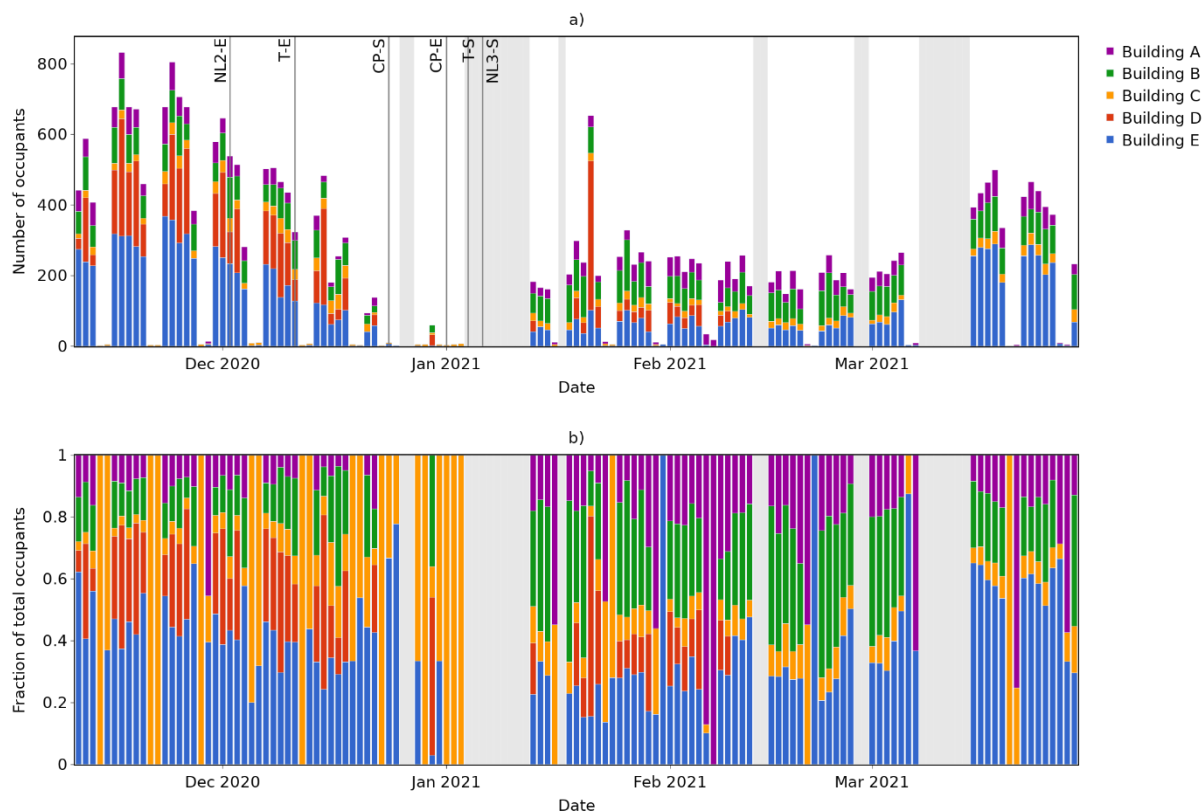 a)
Number of occupants
800
600
400
200
0
NL2-E
T-E
CP-S
CP-E
T-S
NL3-S
Dec 2020
Jan 2021
Feb 2021
Mar 2021
Date
Building A
Building B
Building C
Building D
Building E
b)
Fraction of total occupants
1
0.8
0.6
0.4
0.2
0
Dec 2020
Jan 2021
Feb 2021
Mar 2021
Date